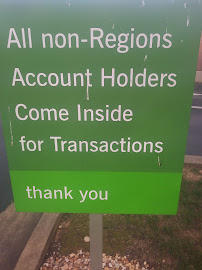 All non-Regions
Account Holders
Come Inside
for Transactions
thank you